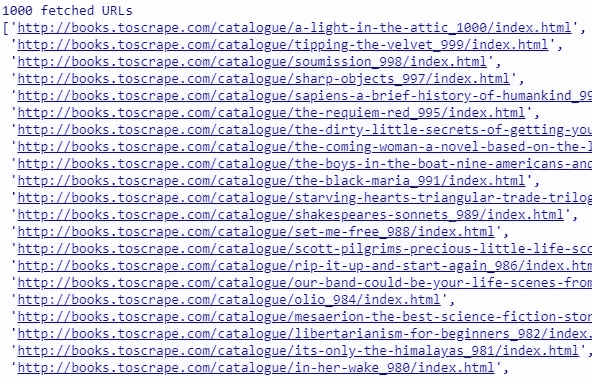 1000 fetched URLs
['http://books.toscrape.com/catalogue/a-light-in-the-attic_1000/index.html',
'http://books.toscrape.com/catalogue/tipping-the-velvet_999/index.html',
'http://books.toscrape.com/catalogue/soumission_998/index.html',
'http://books.toscrape.com/catalogue/sharp-objects_997/index.html',
'http://books.toscrape.com/catalogue/sapiens-a-brief-history-of-humankind_99
'http://books.toscrape.com/catalogue/the-requiem-red_995/index.html',
'http://books.toscrape.com/catalogue/the-dirty-little-secrets-of-getting-you
'http://books.toscrape.com/catalogue/the-coming-woman-a-novel-based-on-the-l
'http://books.toscrape.com/catalogue/the-boys-in-the-boat-nine-americans-and
'http://books.toscrape.com/catalogue/the-black-maria_991/index.html',
'http://books.toscrape.com/catalogue/starving-hearts-triangular-trade-trilog
'http://books.toscrape.com/catalogue/shakespeares-sonnets_989/index.html',
'http://books.toscrape.com/catalogue/set-me-free_988/index.html',
'http://books.toscrape.com/catalogue/scott-pilgrims-precious-little-life-sco
'http://books.toscrape.com/catalogue/rip-it-up-and-start-again_986/index.htm
'http://books.toscrape.com/catalogue/our-band-could-be-your-life-scenes-from
'http://books.toscrape.com/catalogue/olio_984/index.html',
'http://books.toscrape.com/catalogue/mesaerion-the-best-science-fiction-stor
'http://books.toscrape.com/catalogue/libertarianism-for-beginners_982/index.
'http://books.toscrape.com/catalogue/its-only-the-himalayas_981/index.html',
'http://books.toscrape.com/catalogue/in-her-wake_980/index.html',